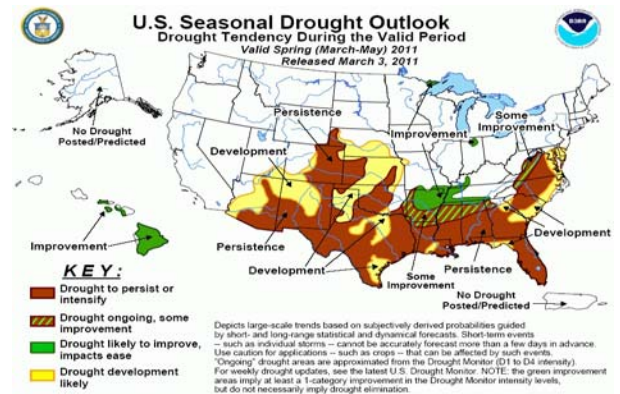 U.S. Seasonal Drought Outlook
Drought Tendency During the Valid Period
Valid Spring (March-May) 2011
Released March 3, 2011
Persistence
Some
Improvement
Improvement
No Drought
Posted/Predicted
Development
Improvement
Persistence
Development
Some
Improvement
Persistence
Development
No Drought
Posted/Predicted
KEY:
Drought to persist or
intensify
Drought ongoing, some
improvement
Drought likely to improve,
impacts ease
Drought development
likely
Depicts large-scale trends based on subjectively derived probabilities guided
by short- and long-range statistical and dynamical forecasts. Short-term events
-- such as individual storms -- cannot be accurately forecast more than a few days in advance.
Use caution for applications -- such as crops -- that can be affected by such events.
"Ongoing" drought areas are approximated from the Drought Monitor (D1 to D4 intensity).
For weekly drought updates, see the latest U.S. Drought Monitor. NOTE: the green improvement
areas imply at least a 1-category improvement in the Drought Monitor intensity levels,
but do not necessarily imply drought elimination.